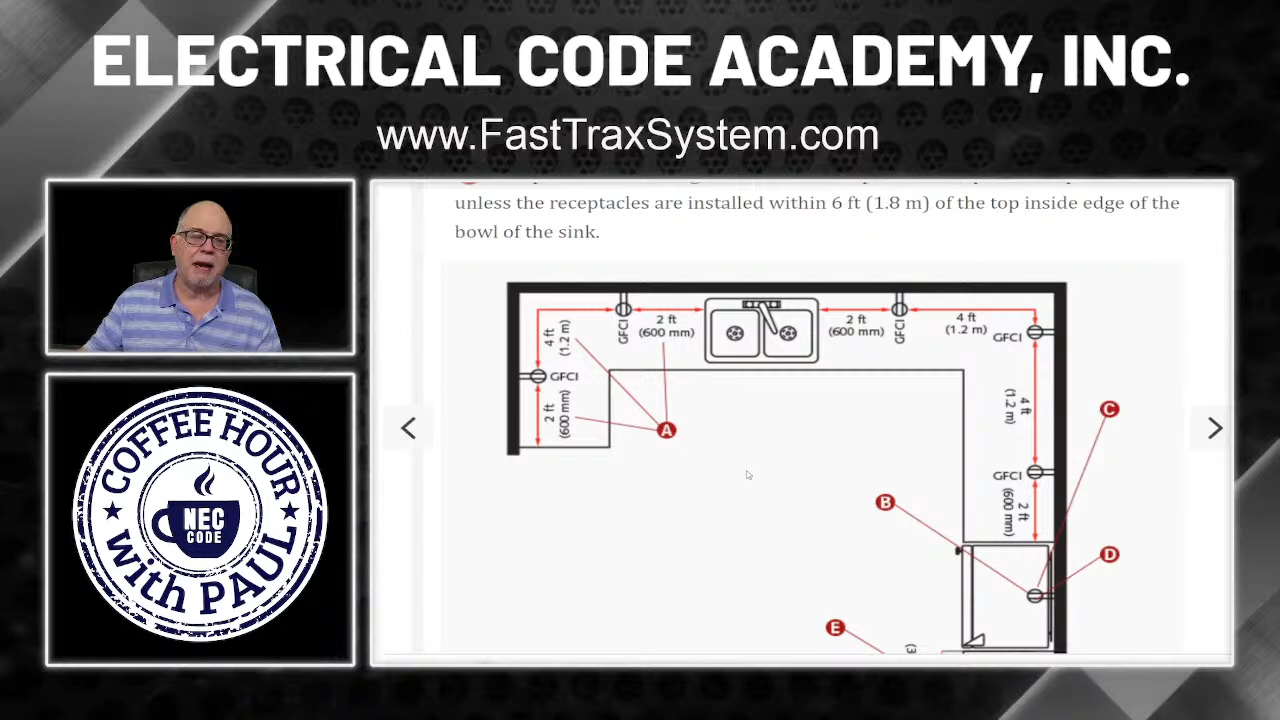 ELECTRICAL CODE ACADEMY, INC.
www.FastTraxSystem.com
unless the receptacles are installed within 6 ft (1.8 m) of the top inside edge of the
bowl of the sink.
4 ft
(1.2 m)
GFCI
2 ft
(600 mm)
2 ft
(600 mm)
GFCI
4 ft
(1.2 m)
GFCI
GFCI
2 ft
(600 mm)
A
4 ft
(1.2 m)
C
GFCI
2 ft
(600 mm)
B
D
E
(3
COFFEE HOUR
NEC
CODE
with PAUL